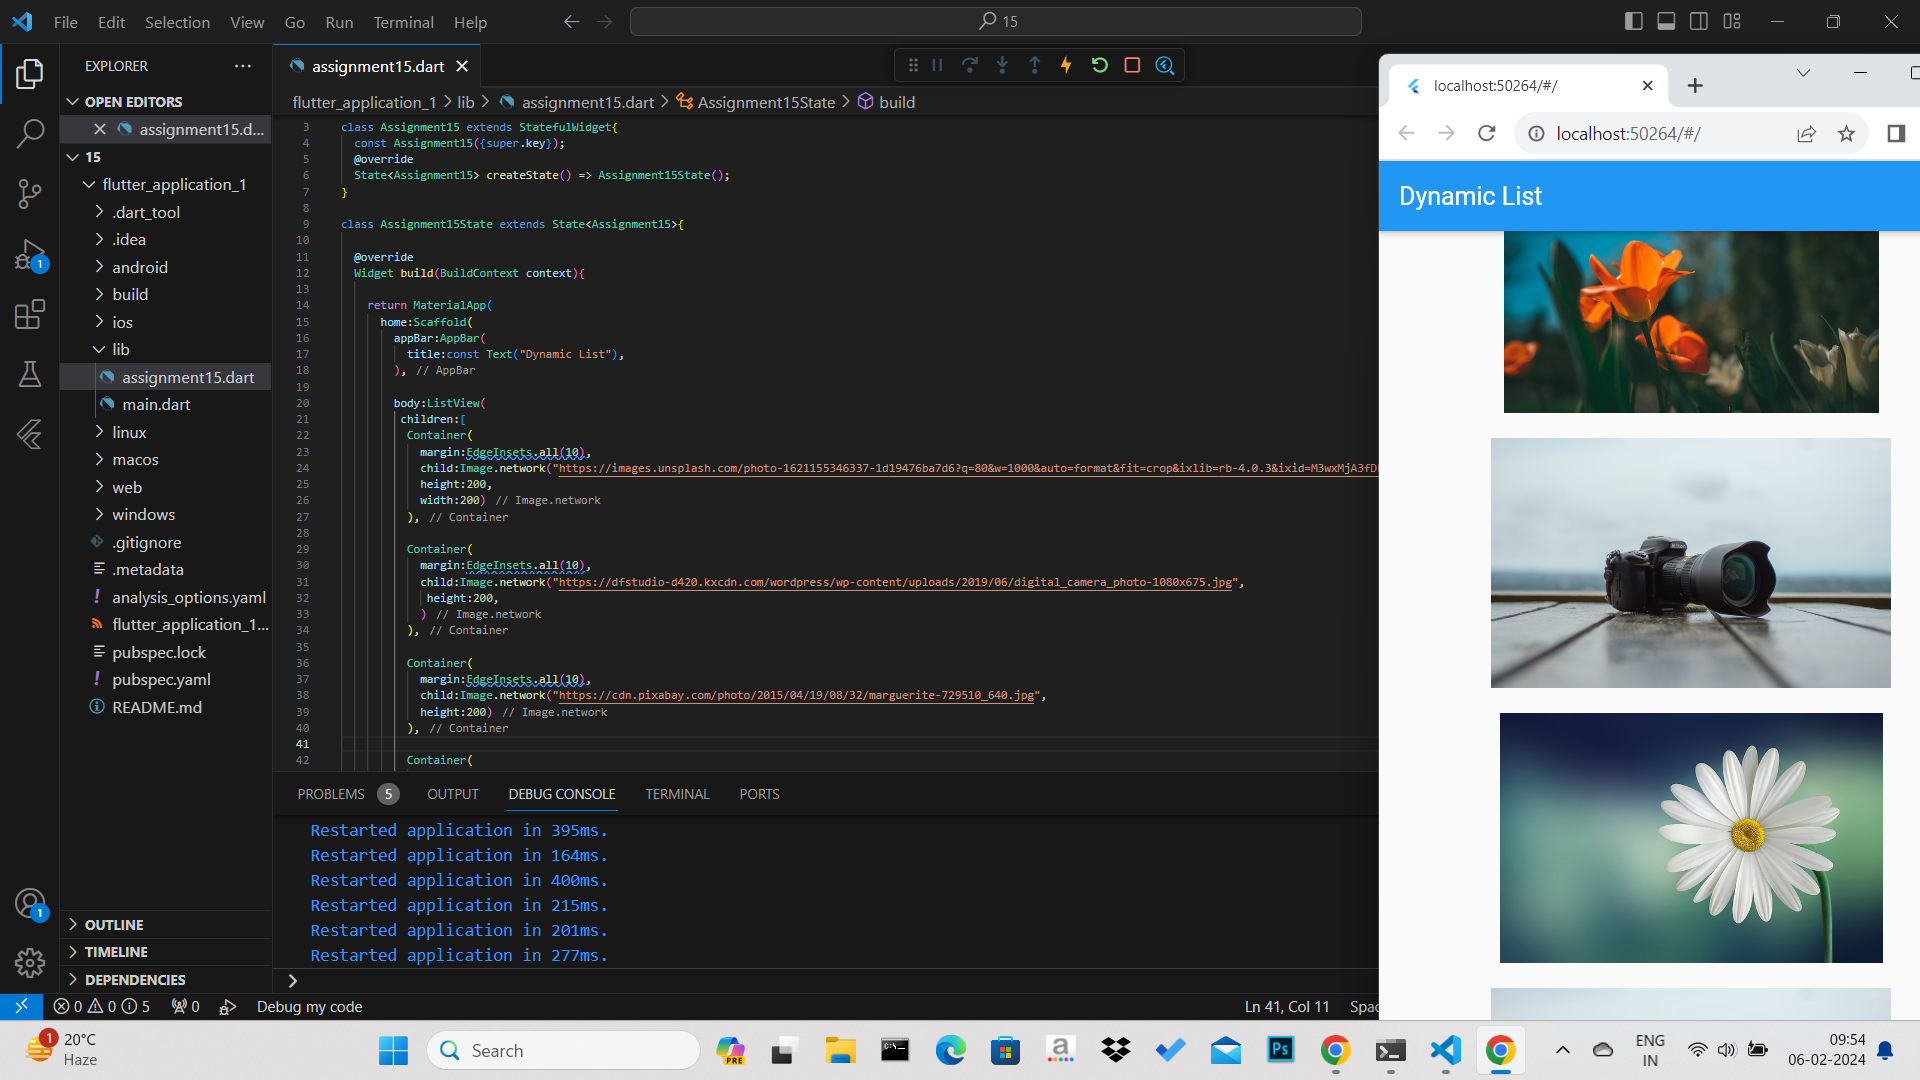 File Edit Selection View Go Run Terminal Help
15
EXPLORER
OPEN EDITORS
assignment15.d...
15
flutter_application_1
.dart_tool
.idea
android
build
ios
lib
assignment15.dart
main.dart
linux
macos
web
windows
.gitignore
.metadata
analysis_options.yaml
flutter_application_1...
pubspec.lock
pubspec.yaml
README.md
OUTLINE
TIMELINE
DEPENDENCIES
assignment15.dart
flutter_application_1 > lib > assignment15.dart > Assignment15State > build
3 class Assignment15 extends StatefulWidget{
4 const Assignment15({super.key});
5 @override
6 State<Assignment15> createState() => Assignment15State();
7 }
8
9 class Assignment15State extends State<Assignment15>{
10
11 @override
12 Widget build(BuildContext context){
13
14 return MaterialApp(
15 home:Scaffold(
16 appBar:AppBar(
17 title:const Text("Dynamic List"),
18 ), // AppBar
19
20 body:ListView(
21 children:[
22 Container(
23 margin:EdgeInsets.all(10),
24 child:Image.network("https://images.unsplash.com/photo-1621155346337-1d19476ba7d6?q=80&w=1000&auto=format&fit=crop&ixlib=rb-4.0.3&ixid=M3wxMjA3fD
25 height:200,
26 width:200) // Image.network
27 ), // Container
28
29 Container(
30 margin:EdgeInsets.all(10),
31 child:Image.network("https://dfstudio-d420.kxcdn.com/wordpress/wp-content/uploads/2019/06/digital_camera_photo-1080x675.jpg",
32 height:200,
33 ) // Image.network
34 ), // Container
35
36 Container(
37 margin:EdgeInsets.all(10),
38 child:Image.network("https://cdn.pixabay.com/photo/2015/04/19/08/32/marguerite-729510_640.jpg",
39 height:200) // Image.network
40 ), // Container
41
42 Container(
PROBLEMS 5 OUTPUT DEBUG CONSOLE TERMINAL PORTS
Restarted application in 395ms.
Restarted application in 164ms.
Restarted application in 400ms.
Restarted application in 215ms.
Restarted application in 201ms.
Restarted application in 277ms.
0 0 5 0 Debug my code
Ln 41, Col 11 Spac
localhost:50264/#/
localhost:50264/#/
Dynamic List
1
1
1
20°C
Haze
Search
PRE
a
Ps
ENG
IN
09:54
06-02-2024